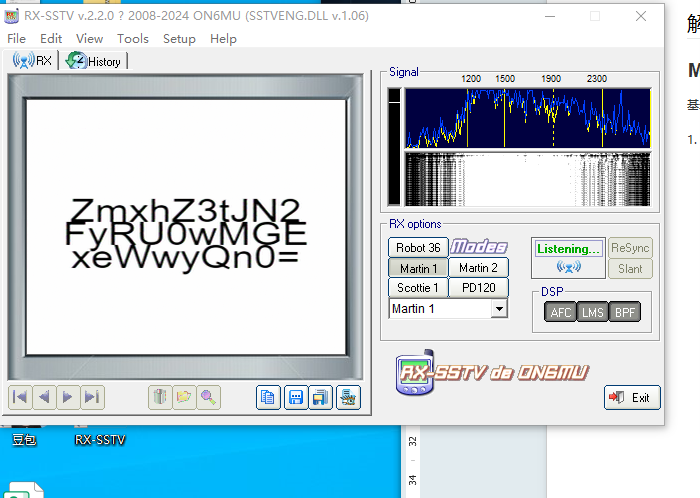 RX-SSTV v.2.2.0 ? 2008-2024 ON6MU (SSTVENG.DLL v.1.06)
File Edit View Tools Setup Help
RX History
ZmxhZ3tJN2
FyRU0wMGE
xeWwyQn0=
Signal
1200 1500 1900 2300
RX options
Robot 36 Modes
Martin 1 Martin 2
Scottie 1 PD120
Martin 1
Listening...
ReSync
Slant
DSP
AFC LMS BPF
RX-SSTV de ON6MU
Exit
豆包
RX-SSTV
32
34
解
M
基
1.